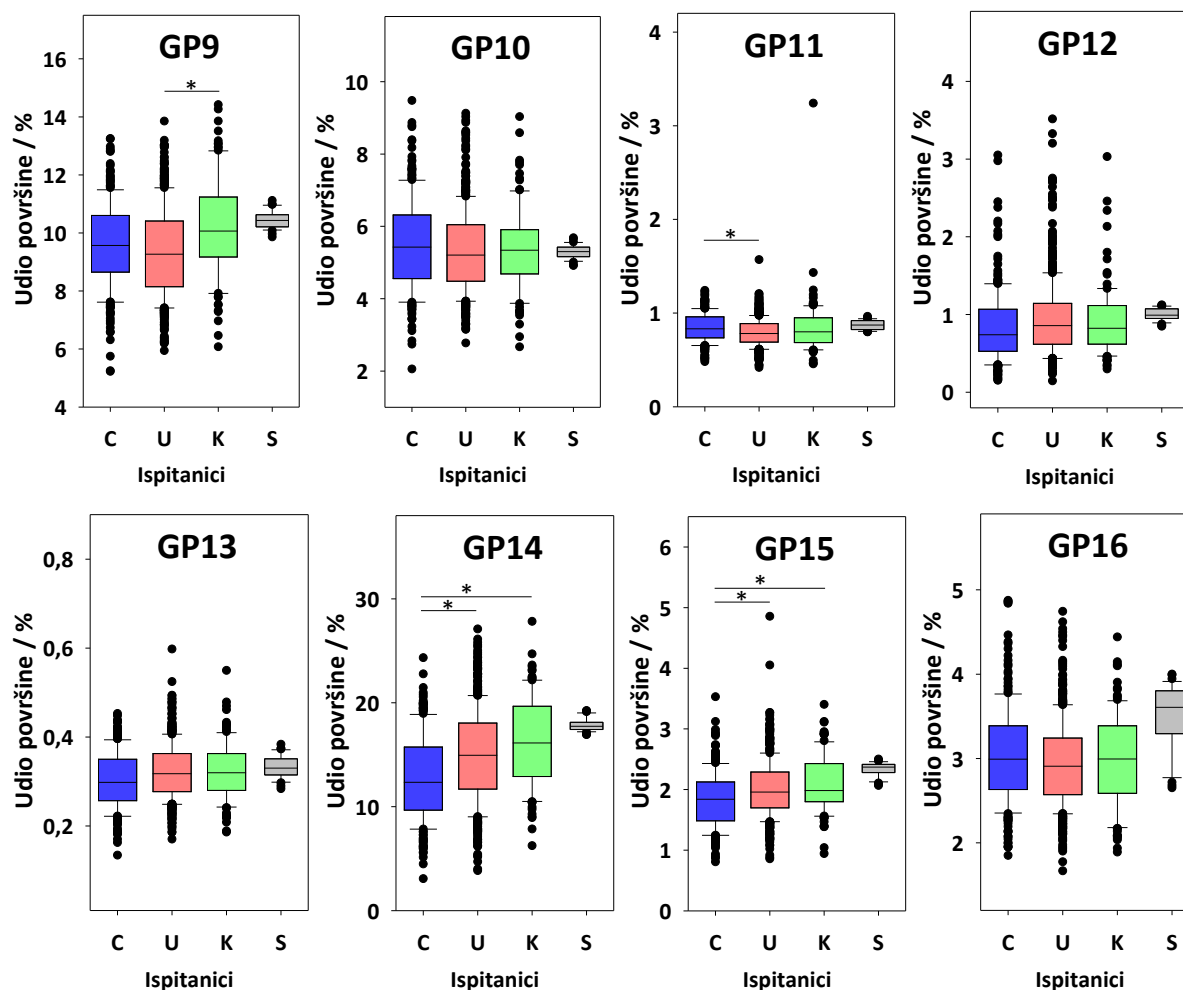 GP9
Udio površine / %
16
14
12
10
8
6
4
*
C U K S
Ispitanici
GP10
Udio površine / %
10
8
6
4
2
C U K S
Ispitanici
GP11
Udio površine / %
4
3
2
1
0
*
C U K S
Ispitanici
GP12
Udio površine / %
4
3
2
1
0
C U K S
Ispitanici
GP13
Udio površine / %
0,8
0,6
0,4
0,2
C U K S
Ispitanici
GP14
Udio površine / %
30
20
10
0
*
*
C U K S
Ispitanici
GP15
Udio površine / %
6
5
4
3
2
1
0
*
*
C U K S
Ispitanici
GP16
Udio površine / %
5
4
3
2
C U K S
Ispitanici